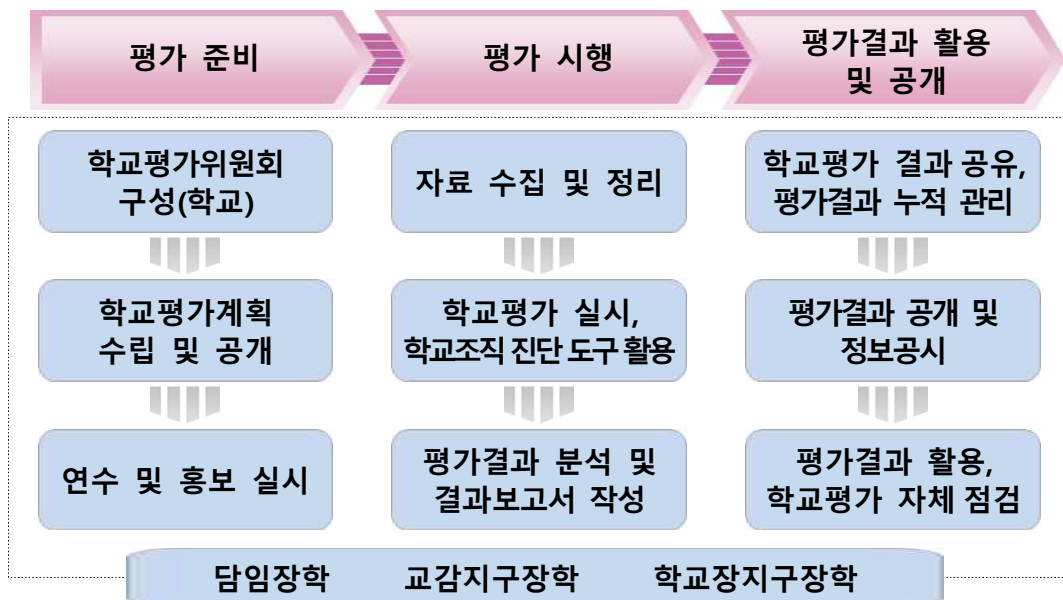 평가 준비
평가 시행
평가결과 활용
및 공개
학교평가위원회
구성(학교)
학교평가계획
수립 및 공개
연수 및 홍보 실시
자료 수집 및 정리
학교평가 실시,
학교조직 진단 도구 활용
평가결과 분석 및
결과보고서 작성
학교평가 결과 공유,
평가결과 누적 관리
평가결과 공개 및
정보공시
평가결과 활용,
학교평가 자체 점검
담임장학 교감지구장학 학교장지구장학